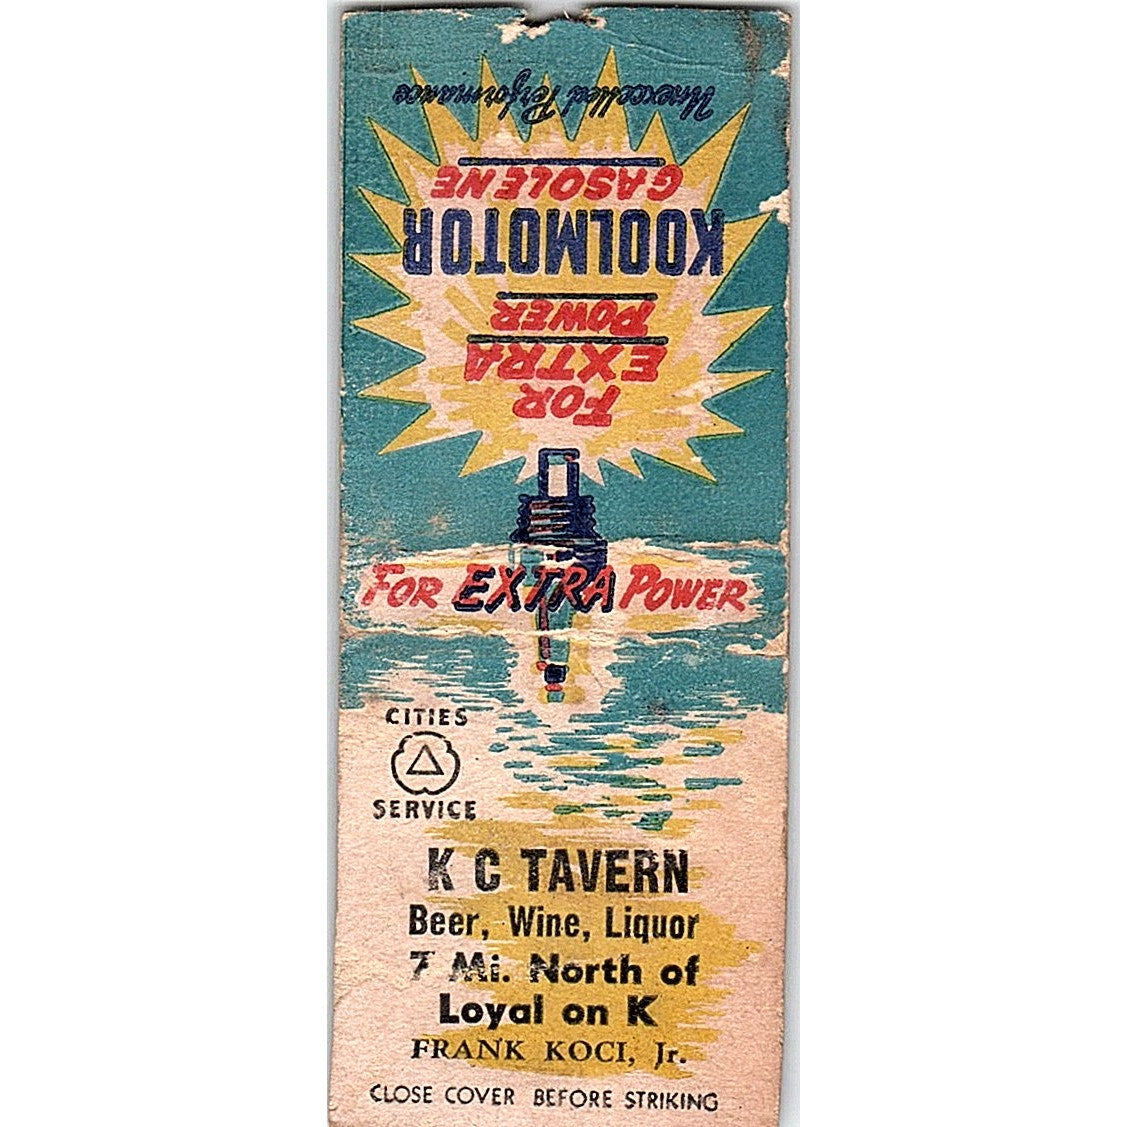 Unexcelled Performance
GASOLENE
KOOLMOTOR
POWER
EXTRA
FOR
FOR EXTRA POWER
CITIES
SERVICE
K C TAVERN
Beer, Wine, Liquor
7 Mi. North of
Loyal on K
FRANK KOCI, Jr.
CLOSE COVER BEFORE STRIKING